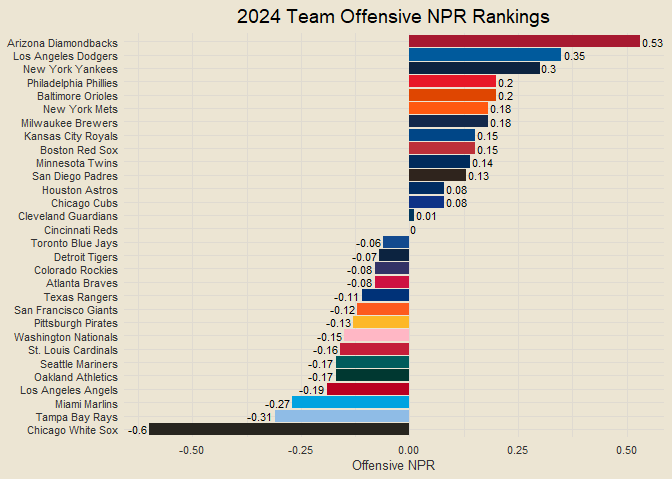 2024 Team Offensive NPR Rankings
Arizona Diamondbacks 0.53
Los Angeles Dodgers 0.35
New York Yankees 0.3
Philadelphia Phillies 0.2
Baltimore Orioles 0.2
New York Mets 0.18
Milwaukee Brewers 0.18
Kansas City Royals 0.15
Boston Red Sox 0.15
Minnesota Twins 0.14
San Diego Padres 0.13
Houston Astros 0.08
Chicago Cubs 0.08
Cleveland Guardians 0.01
Cincinnati Reds 0
Toronto Blue Jays -0.06
Detroit Tigers -0.07
Colorado Rockies -0.08
Atlanta Braves -0.08
Texas Rangers -0.11
San Francisco Giants -0.12
Pittsburgh Pirates -0.13
Washington Nationals -0.15
St. Louis Cardinals -0.16
Seattle Mariners -0.17
Oakland Athletics -0.17
Los Angeles Angels -0.19
Miami Marlins -0.27
Tampa Bay Rays -0.31
Chicago White Sox -0.6
-0.50 -0.25 0.00 0.25 0.50
Offensive NPR